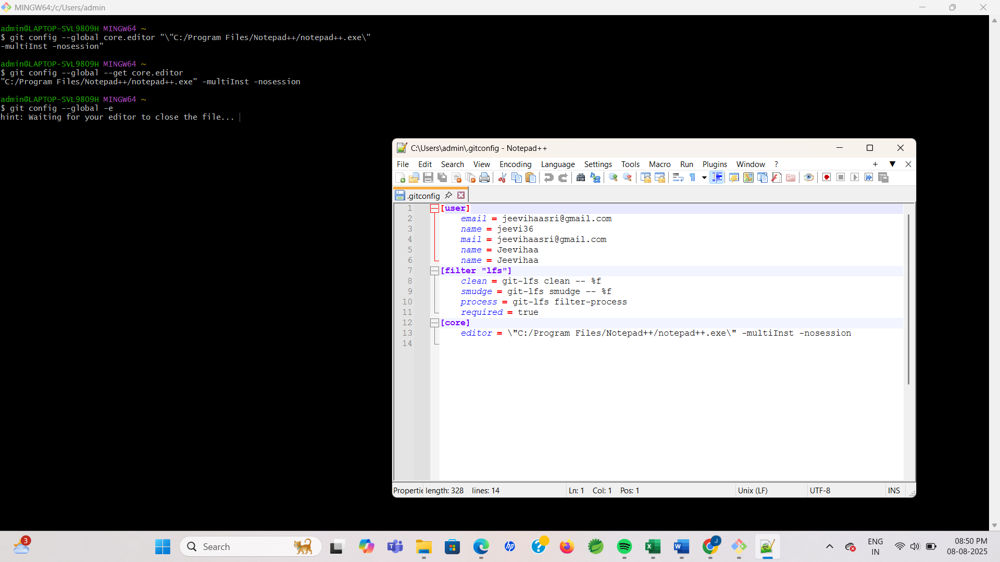 MINGW64:/c/Users/admin
admin@LAPTOP-SVL98O9H MINGW64 ~
$ git config --global core.editor "\"C:/Program Files/Notepad++/notepad++.exe\"
-multiInst -nosession"
admin@LAPTOP-SVL98O9H MINGW64 ~
$ git config --global --get core.editor
"C:/Program Files/Notepad++/notepad++.exe" -multiInst -nosession
admin@LAPTOP-SVL98O9H MINGW64 ~
$ git config --global -e
hint: Waiting for your editor to close the file...
C:\Users\admin\.gitconfig - Notepad++
File Edit Search View Encoding Language Settings Tools Macro Run Plugins Window ?
.gitconfig
1 [user]
2 email = jeevihaasri@gmail.com
3 name = jeevi36
4 mail = jeevihaasri@gmail.com
5 name = Jeevihaa
6 name = Jeevihaa
7 [filter "lfs"]
8 clean = git-lfs clean -- %f
9 smudge = git-lfs smudge -- %f
10 process = git-lfs filter-process
11 required = true
12 [core]
13 editor = \"C:/Program Files/Notepad++/notepad++.exe\" -multiInst -nosession
14
Propertie length: 328 lines: 14 Ln: 1 Col: 1 Pos: 1 Unix (LF) UTF-8 INS
3
Search
hp
?
J
ENG
IN
08:50 PM
08-08-2025